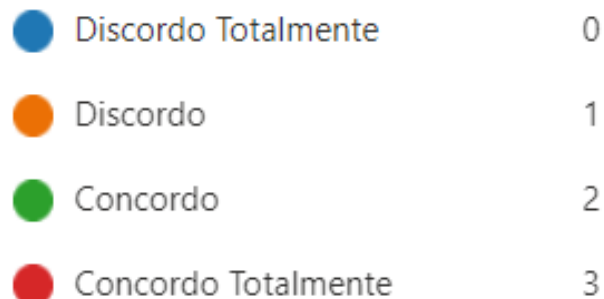 Discordo Totalmente 0
Discordo 1
Concordo 2
Concordo Totalmente 3